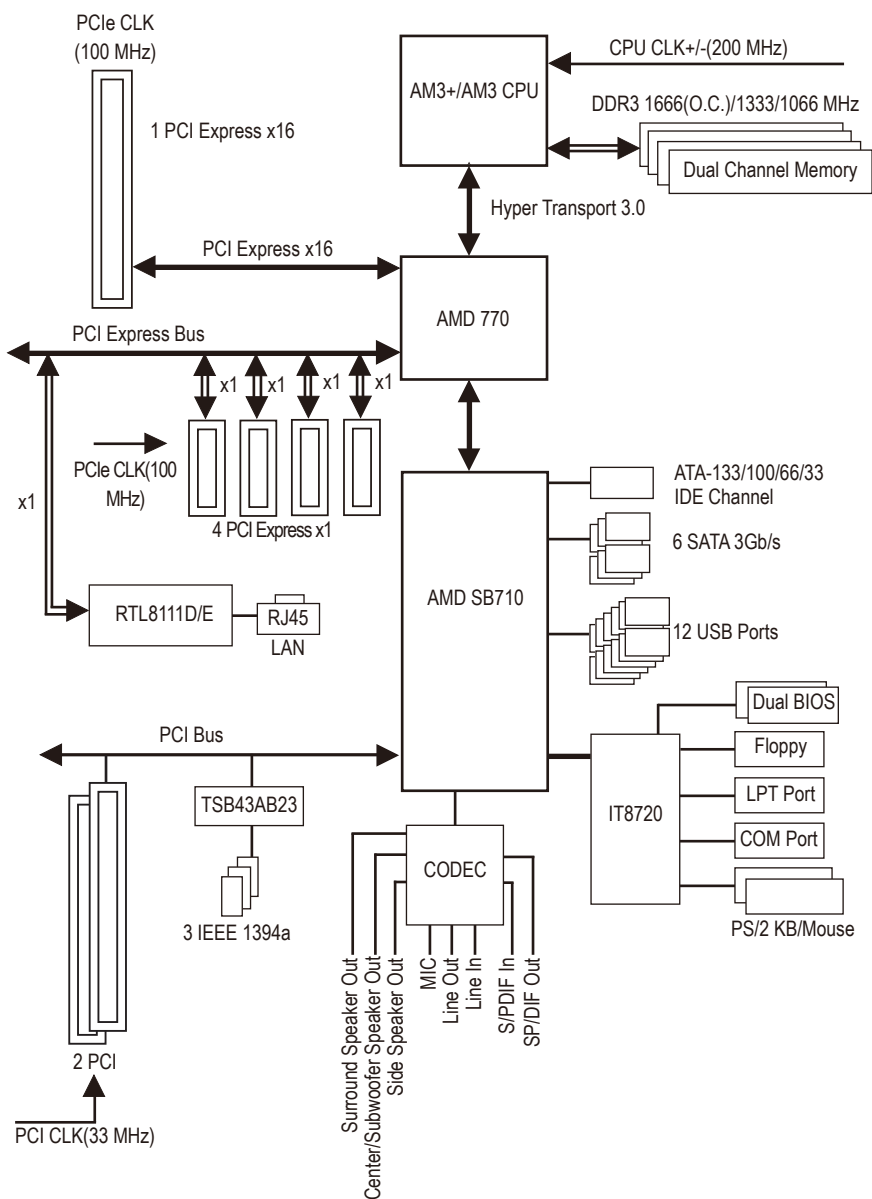 PCIe CLK
(100 MHz)
1 PCI Express x16
AM3+/AM3 CPU
CPU CLK+/-(200 MHz)
DDR3 1666(O.C.)/1333/1066 MHz
Dual Channel Memory
Hyper Transport 3.0
PCI Express x16
AMD 770
PCI Express Bus
x1
x1
x1
x1
PCIe CLK(100
MHz)
x1
4 PCI Express x1
ATA-133/100/66/33
IDE Channel
6 SATA 3Gb/s
AMD SB710
12 USB Ports
RTL8111D/E
RJ45
LAN
Dual BIOS
Floppy
LPT Port
COM Port
PS/2 KB/Mouse
IT8720
PCI Bus
TSB43AB23
3 IEEE 1394a
CODEC
Surround Speaker Out
Center/Subwoofer Speaker Out
Side Speaker Out
MIC
Line Out
Line In
S/PDIF In
SP/DIF Out
2 PCI
PCI CLK(33 MHz)